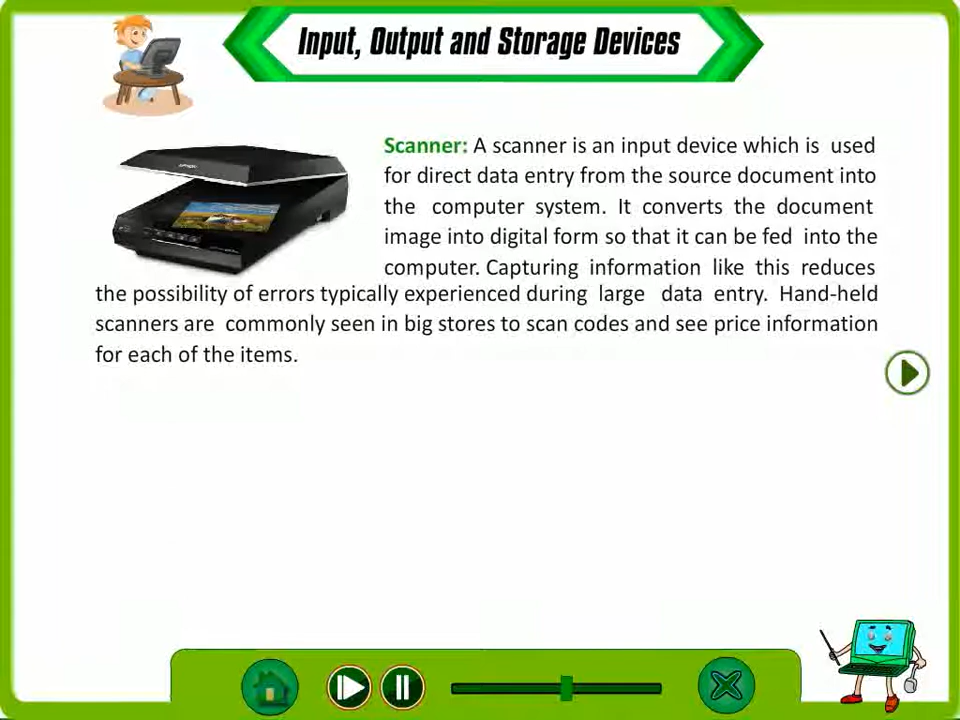 Input, Output and Storage Devices
Scanner: A scanner is an input device which is used
for direct data entry from the source document into
the computer system. It converts the document
image into digital form so that it can be fed into the
computer. Capturing information like this reduces
the possibility of errors typically experienced during large data entry. Hand-held
scanners are commonly seen in big stores to scan codes and see price information
for each of the items.